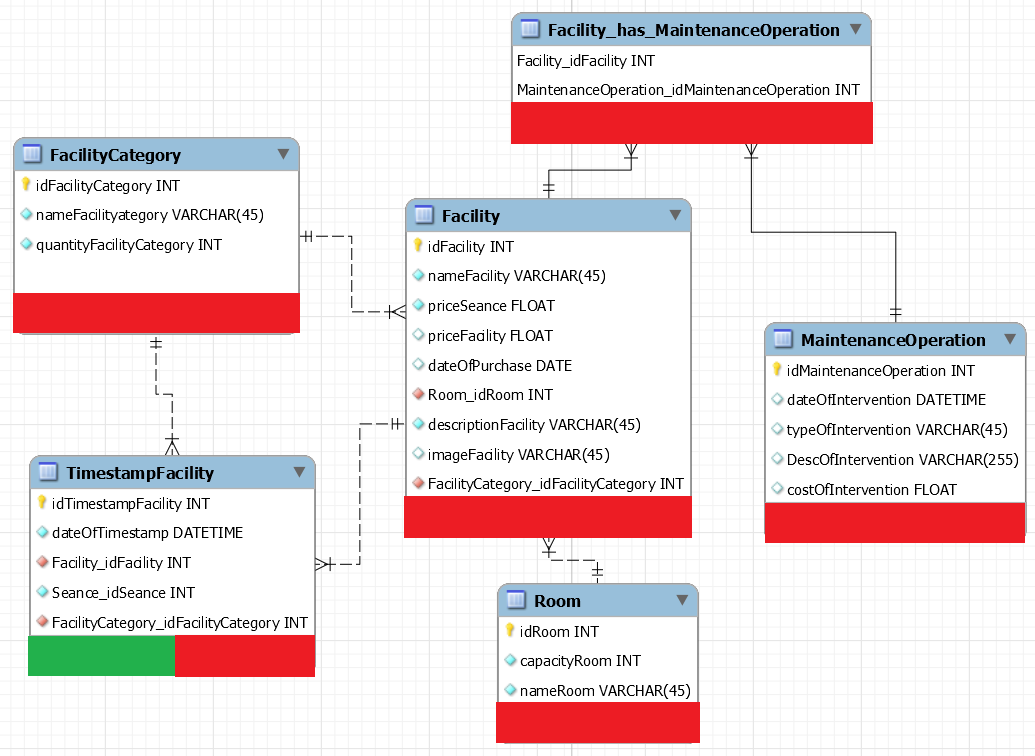 Facility_has_MaintenanceOperation
Facility_idFacility INT
MaintenanceOperation_idMaintenanceOperation INT
FacilityCategory
idFacilityCategory INT
nameFacilityategory VARCHAR(45)
quantityFacilityCategory INT
Facility
idFacility INT
nameFacility VARCHAR(45)
priceSeance FLOAT
priceFacility FLOAT
dateOfPurchase DATE
Room_idRoom INT
descriptionFacility VARCHAR(45)
imageFacility VARCHAR(45)
FacilityCategory_idFacilityCategory INT
MaintenanceOperation
idMaintenanceOperation INT
dateOfIntervention DATETIME
typeOfIntervention VARCHAR(45)
DescOfIntervention VARCHAR(255)
costOfIntervention FLOAT
TimestampFacility
idTimestampFacility INT
dateOfTimestamp DATETIME
Facility_idFacility INT
Seance_idSeance INT
FacilityCategory_idFacilityCategory INT
Room
idRoom INT
capacityRoom INT
nameRoom VARCHAR(45)